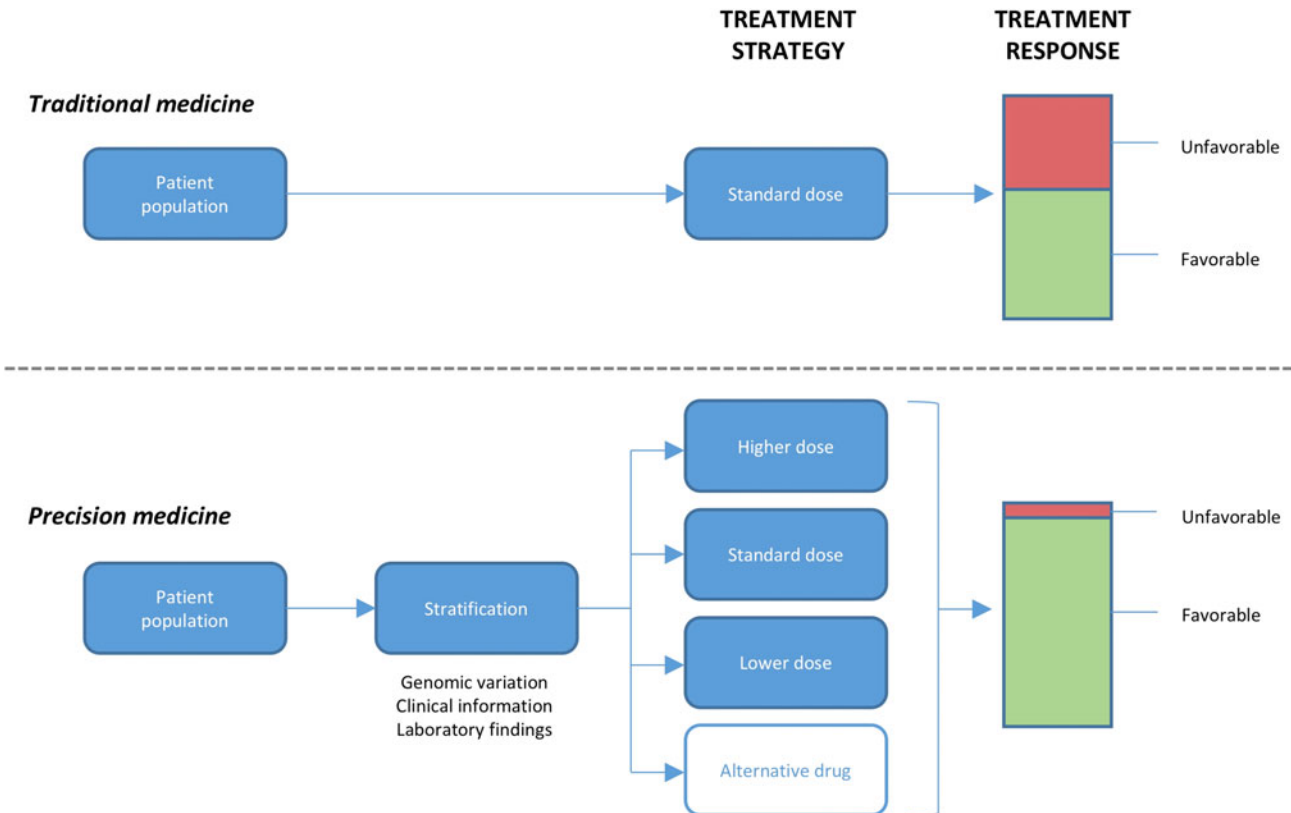 TREATMENT
STRATEGY
TREATMENT
RESPONSE
Traditional medicine
Patient
population
Standard dose
Unfavorable
Favorable
Precision medicine
Patient
population
Stratification
Genomic variation
Clinical information
Laboratory findings
Higher dose
Standard dose
Lower dose
Alternative drug
Unfavorable
Favorable